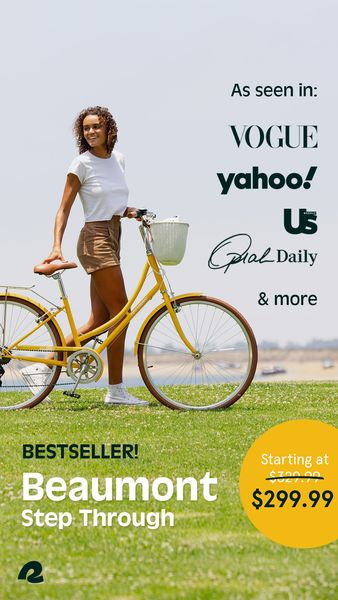 As seen in:
VOGUE
yahoo!
Us
Oprah Daily
& more
BESTSELLER!
Beaumont
Step Through
Starting at
$329.99
$299.99